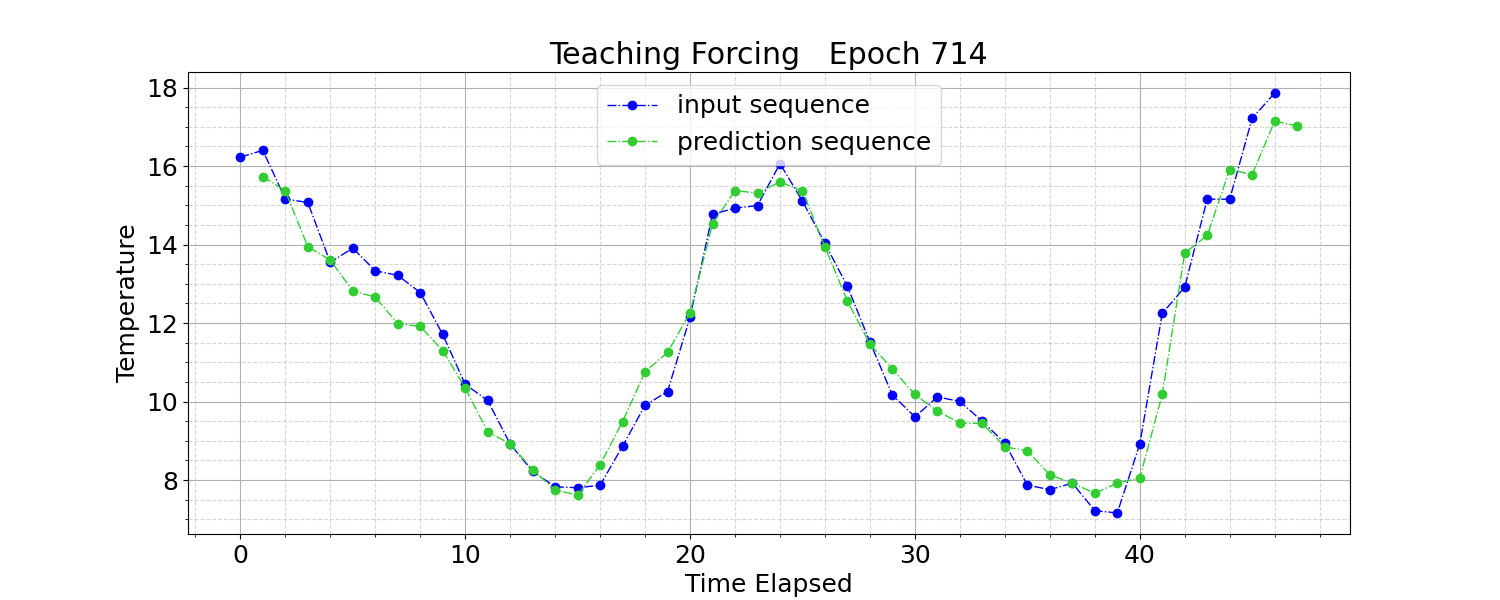 Teaching Forcing   Epoch 714
18
16
14
12
10
8
Temperature
input sequence
prediction sequence
0 10 20 30 40
Time Elapsed